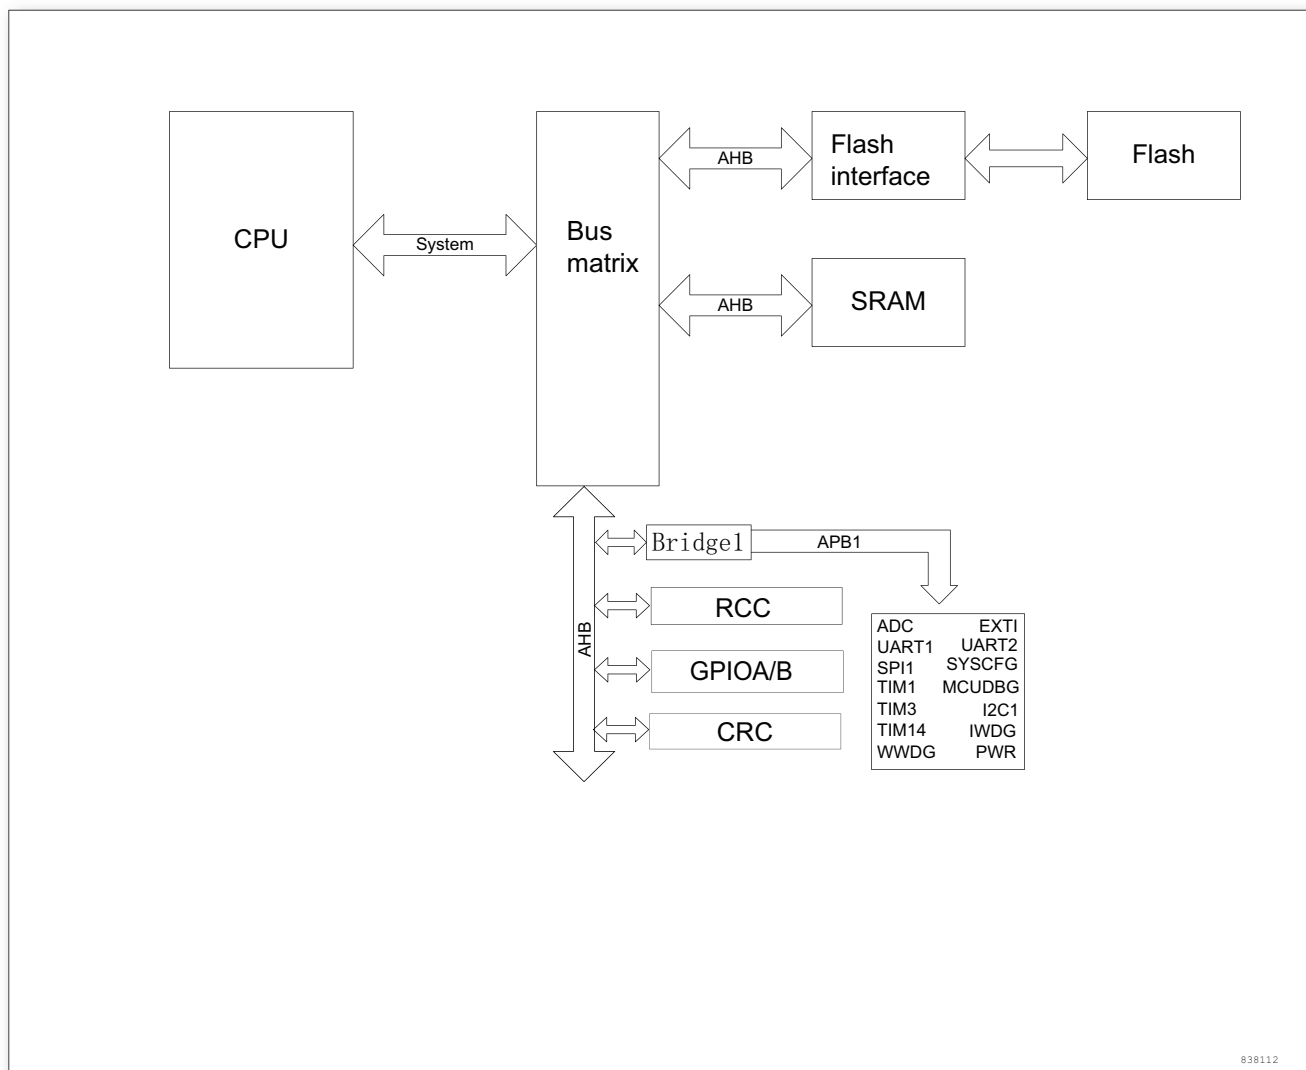 AHB
Flash
interface
Flash
CPU
System
Bus
matrix
AHB
SRAM
Bridge1
APB1
RCC
AHB
GPIOA/B
CRC
ADC EXTI
UART1 UART2
SPI1 SYSCFG
TIM1 MCUDBG
TIM3 I2C1
TIM14 IWDG
WWDG PWR
838112